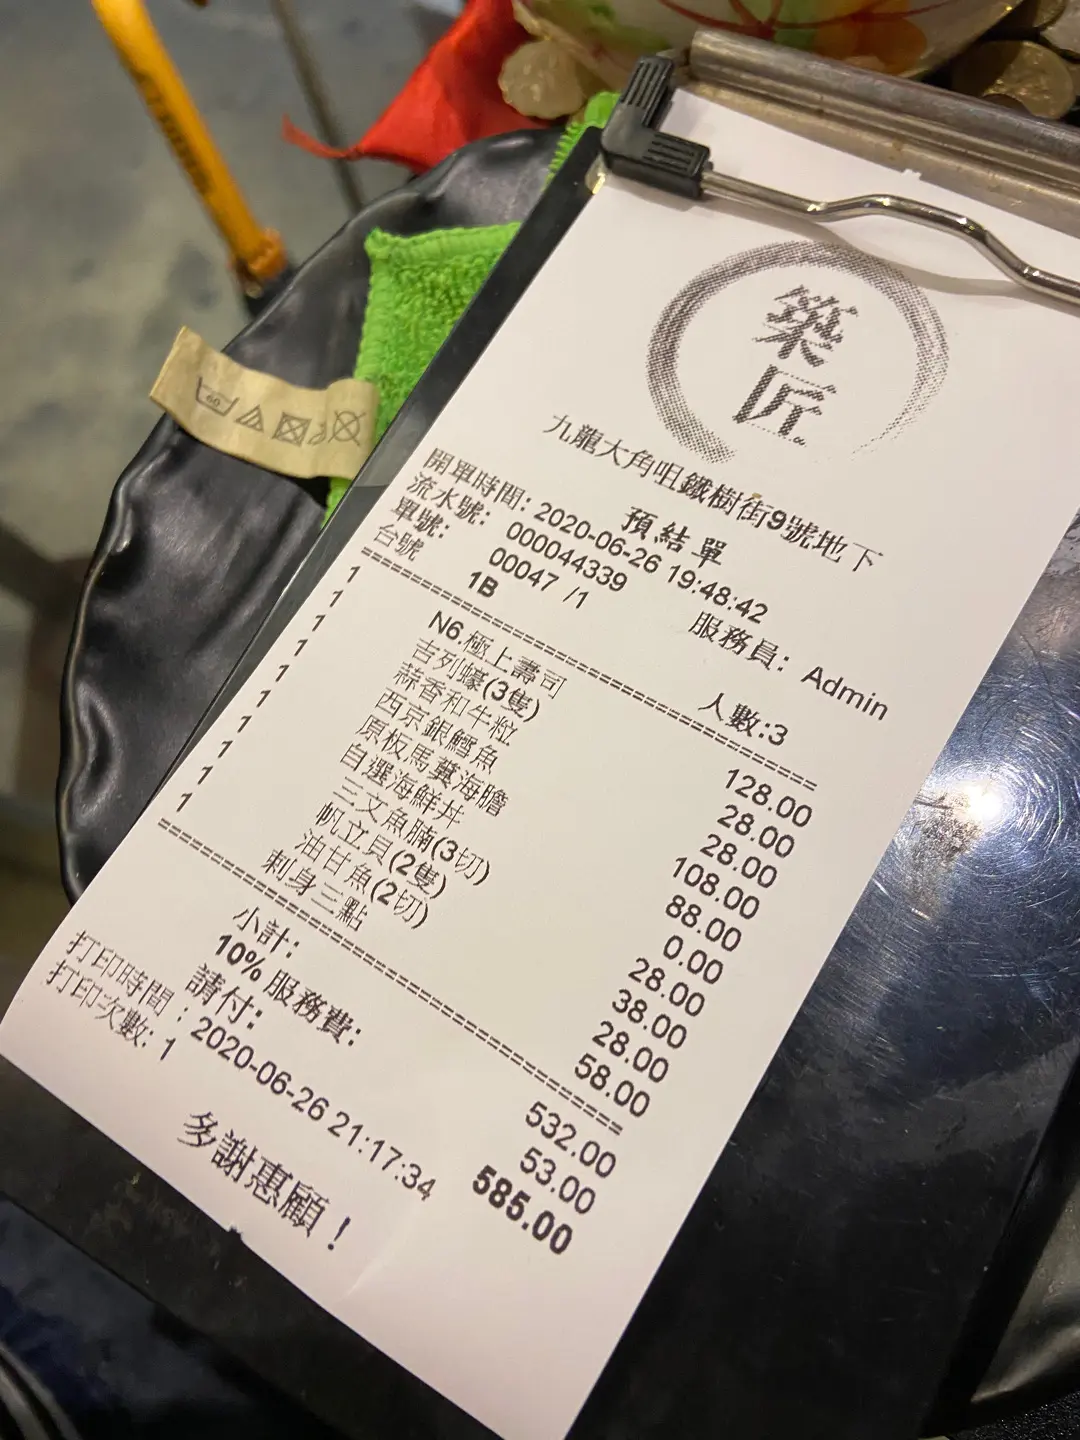 築
匠
九龍大角咀鐵樹街9號地下
預結單
開單時間: 2020-06-26 19:48:42
流水號: 000044339 服務員: Admin
單號: 00047 /1
台號 1B 人數:3
1 N6.極上壽司 128.00
1 吉列蠔(3隻) 28.00
1 蒜香和牛粒 28.00
1 西京銀鱈魚 108.00
1 原板馬糞海膽 88.00
1 自選海鮮丼 0.00
1 三文魚腩(3切) 28.00
1 帆立貝(2隻) 38.00
1 油甘魚(2切) 28.00
1 刺身三點 58.00
小計: 532.00
10% 服務費: 53.00
請付: 585.00
打印時間 : 2020-06-26 21:17:34
打印次數: 1
多謝惠顧！
60